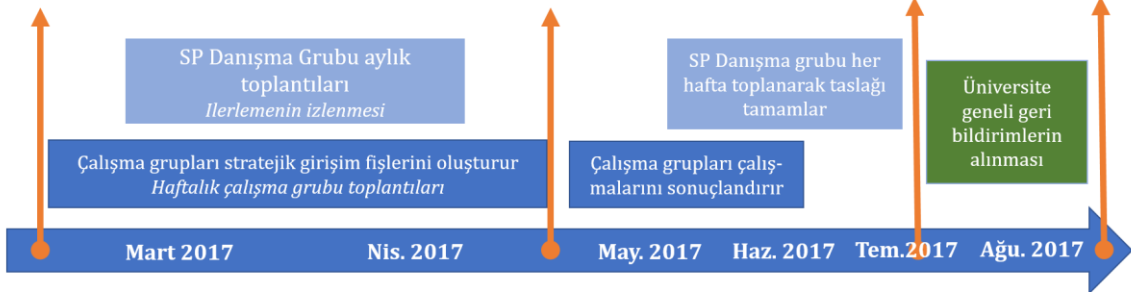 SP Danışma Grubu aylık
toplantıları
Ilerlemenin izlenmesi
SP Danışma grubu her
hafta toplanarak taslağı
tamamlar
Üniversite
geneli geri
bildirimlerin
alınması
Çalışma grupları stratejik girişim fişlerini oluşturur
Haftalık çalışma grubu toplantıları
Çalışma grupları çalış-
malarını sonuçlandırır
Mart 2017
Nis. 2017
May. 2017
Haz. 2017
Tem.2017
Ağu. 2017